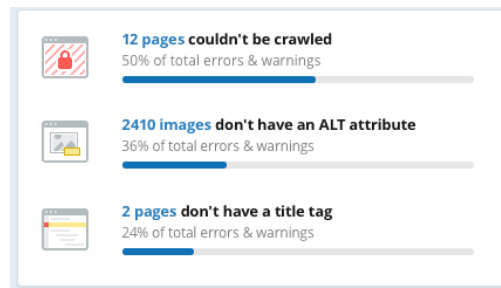 12 pages couldn't be crawled
50% of total errors & warnings
2410 images don't have an ALT attribute
36% of total errors & warnings
2 pages don't have a title tag
24% of total errors & warnings